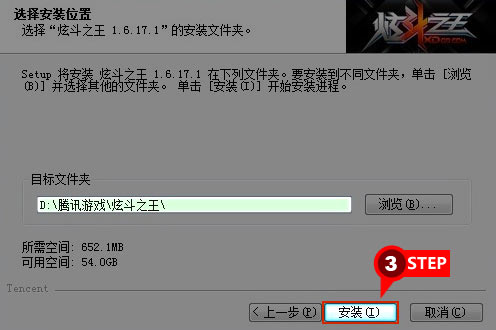 选择安装位置
选择“炫斗之王 1.6.17.1”的安装文件夹。
炫斗之王
XD.QQ.COM
Setup 将安装 炫斗之王 1.6.17.1 在下列文件夹。要安装到不同文件夹，单击 [浏览
(B)] 并选择其他的文件夹。 单击 [安装(I)] 开始安装进程。
目标文件夹
D:\腾讯游戏\炫斗之王\
浏览(B)...
所需空间: 652.1MB
可用空间: 54.0GB
3 STEP
Tencent
<上一步(P) 安装(I) 取消(C)